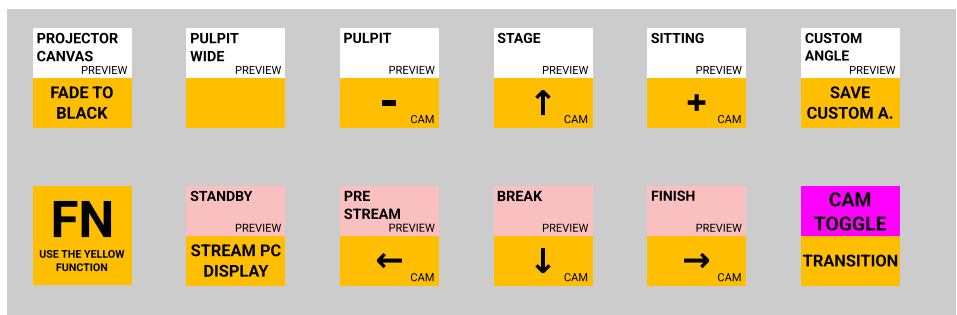 PROJECTOR
CANVAS
PREVIEW
FADE TO
BLACK
PULPIT
WIDE
PREVIEW
PULPIT
PREVIEW
-
CAM
STAGE
PREVIEW
↑
CAM
SITTING
PREVIEW
+
CAM
CUSTOM
ANGLE
PREVIEW
SAVE
CUSTOM A.
FN
USE THE YELLOW
FUNCTION
STANDBY
PREVIEW
STREAM PC
DISPLAY
PRE
STREAM
PREVIEW
←
CAM
BREAK
PREVIEW
↓
CAM
FINISH
PREVIEW
→
CAM
CAM
TOGGLE
TRANSITION